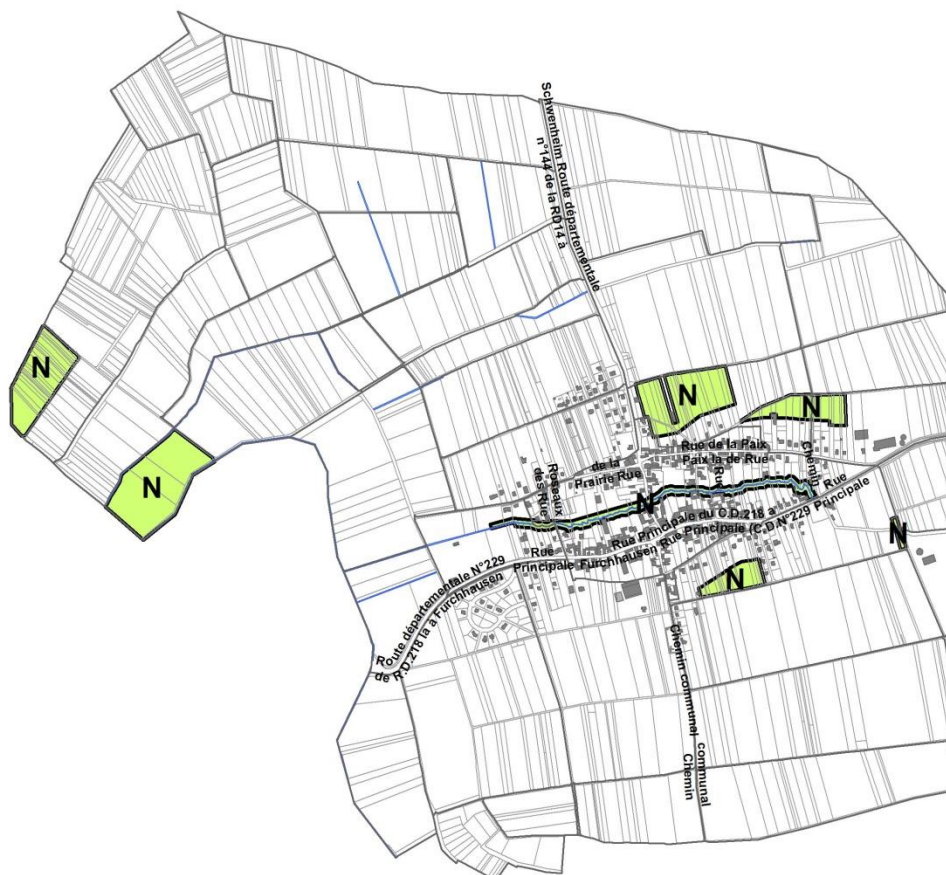 Schwenheim Route départementale
n°144 de la RD14 à
N
N
N
N
Rue de la Paix
Paix la de Rue
Chemin
de la
Prairie Rue
Roseaux
des Rue
N
Rue
Rue Principale du C.D.218 à
Rue
Principale Furchhausen Rue Principale (C.D.N°229 Principale
N
N
Route départementale N°229
de R.D.218 la à Furchhausen
Chemin communal communal
Chemin